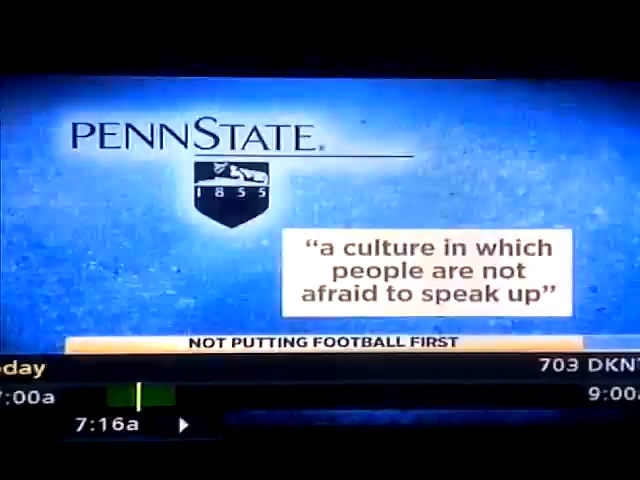 PENNSTATE.
1855
"a culture in which
people are not
afraid to speak up"
NOT PUTTING FOOTBALL FIRST
oday
703 DKN
7:00a
9:00
7:16a